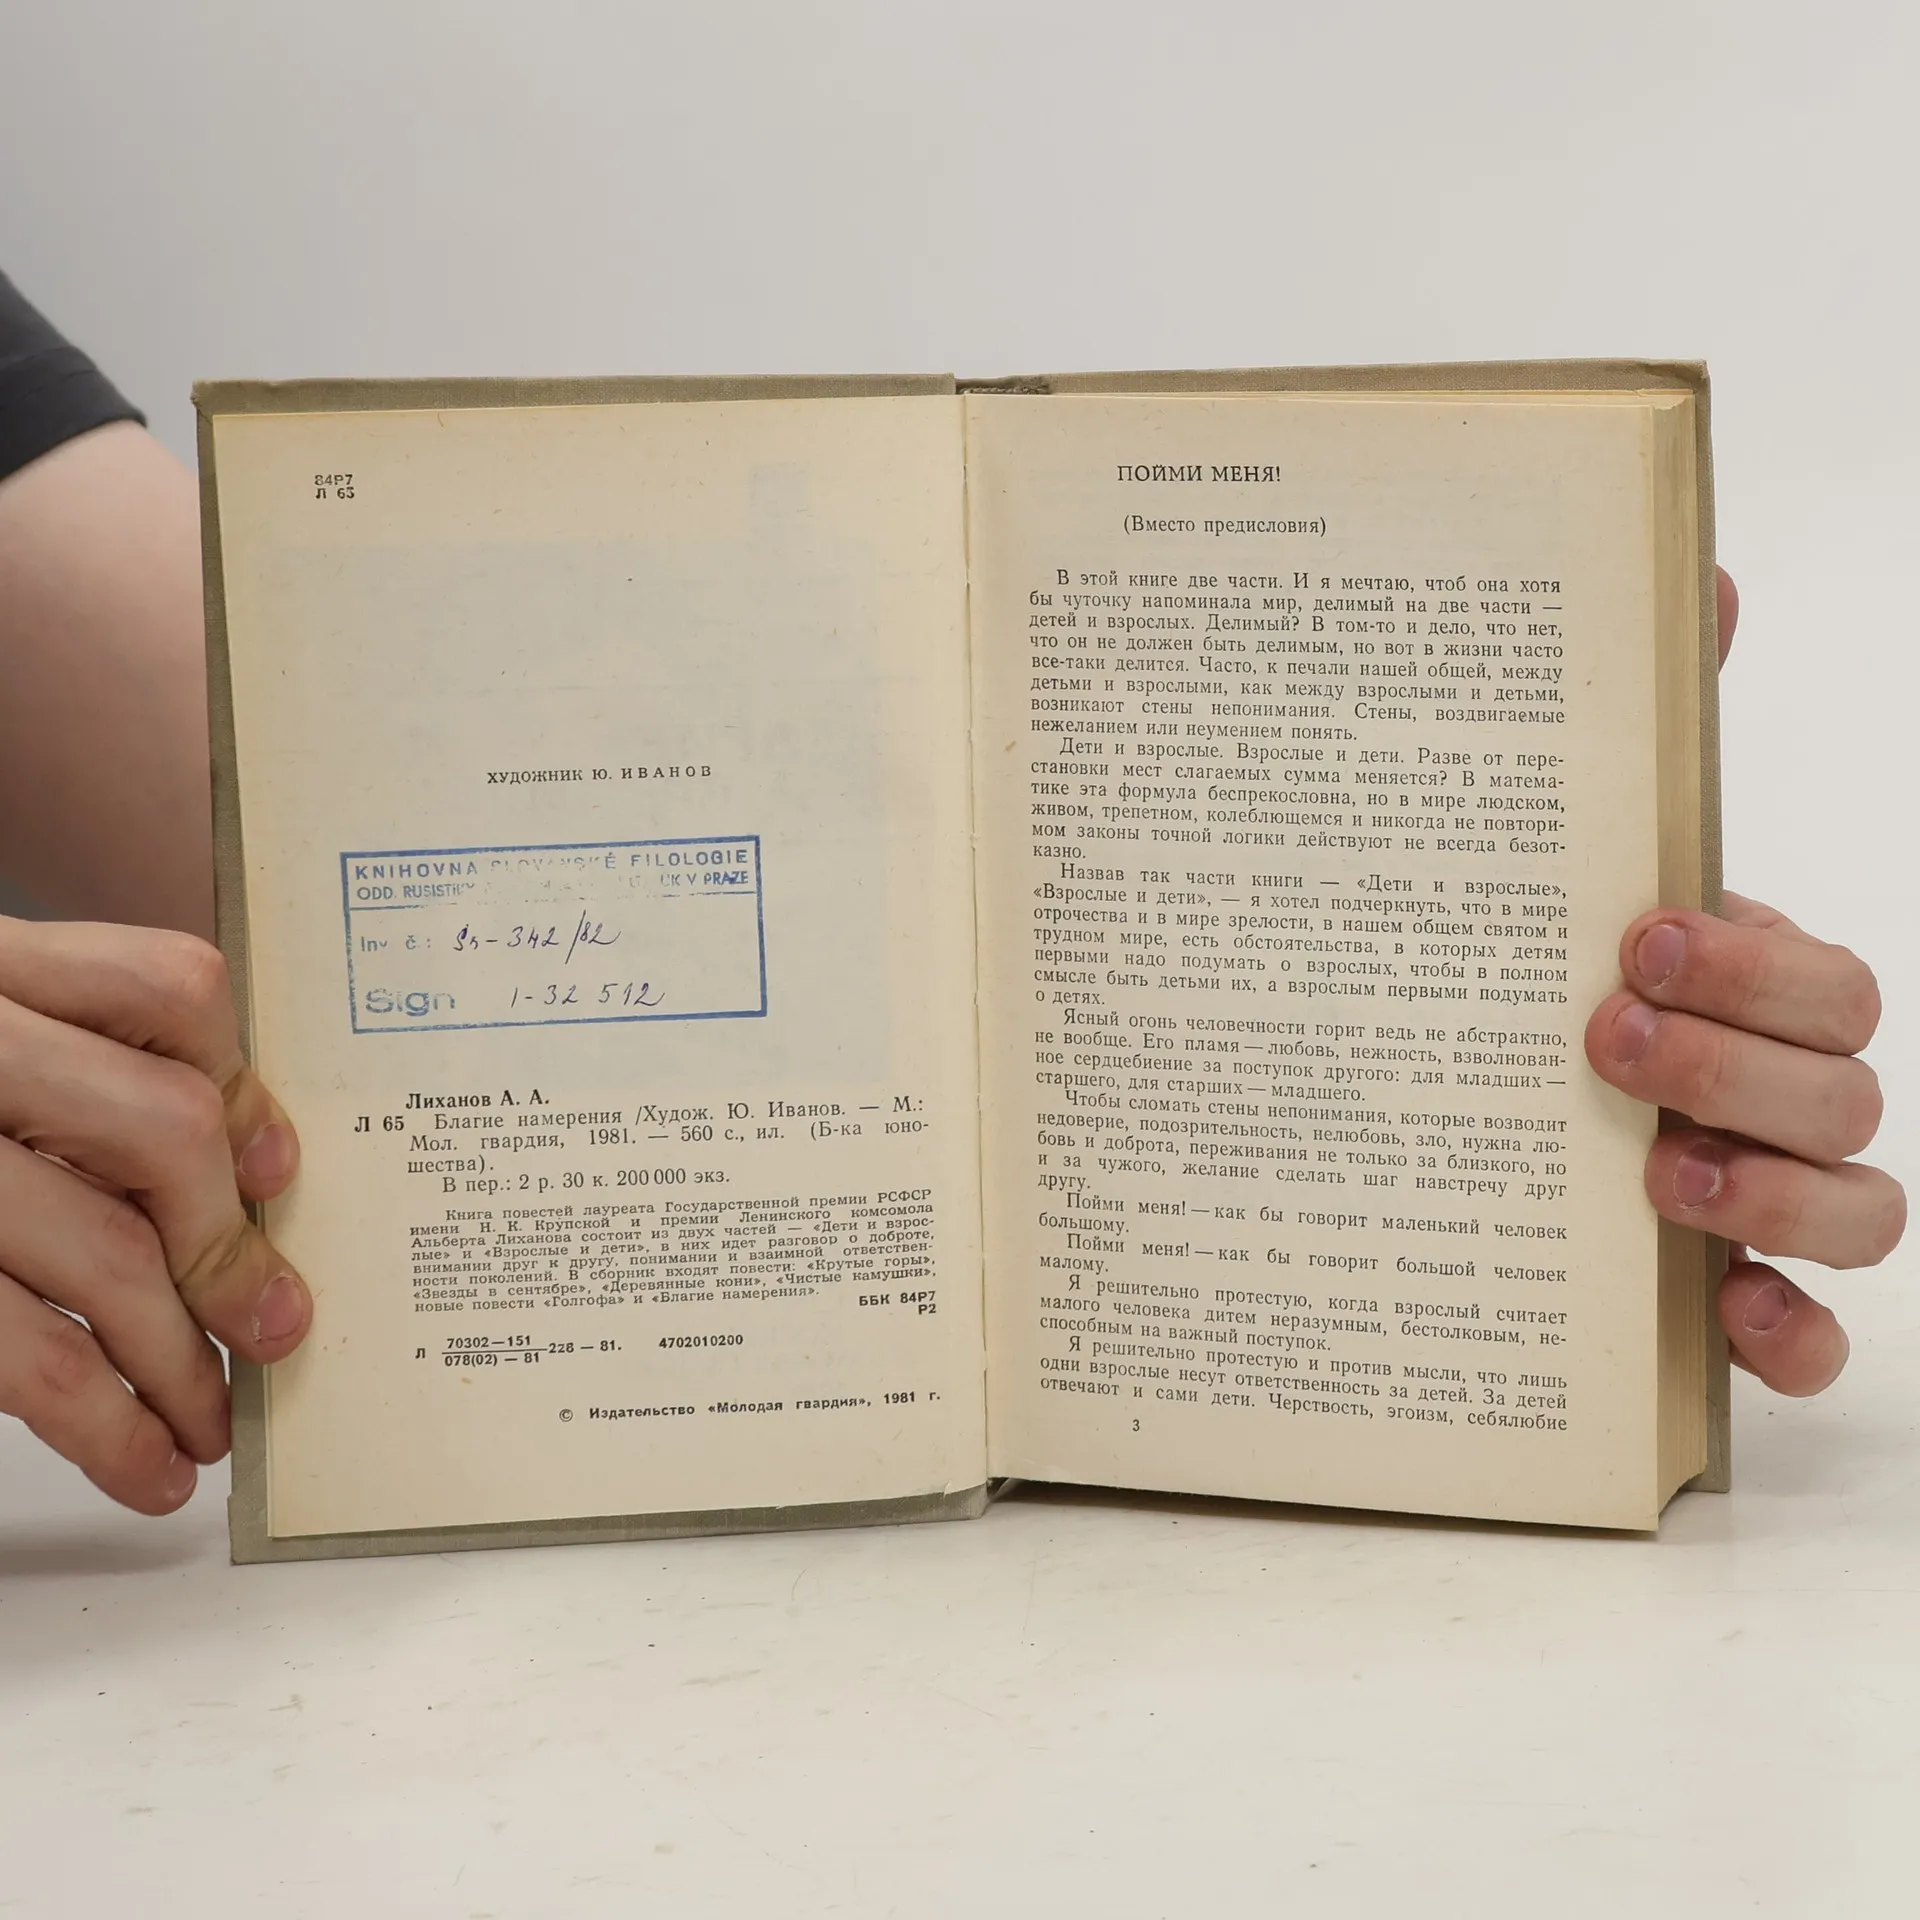 84Р7
Л 65
ХУДОЖНИК Ю. ИВАНОВ
KNIHOVNA SLOVANSKÉ FILOLOGIE
ODD. RUSISTIKY UK V PRAZE
Inv č.: Sn-342/82
Sign 1-32 512
Лиханов А. А.
Л 65 Благие намерения /Худож. Ю. Иванов. — М.:
Мол. гвардия, 1981. — 560 с., ил. (Б-ка юно-
шества).
В пер.: 2 р. 30 к. 200 000 экз.
Книга повестей лауреата Государственной премии РСФСР
имени Н. К. Крупской и премии Ленинского комсомола
Альберта Лиханова состоит из двух частей — «Дети и взрос-
лые» и «Взрослые и дети», в них идет разговор о доброте,
внимании друг к другу, понимании и взаимной ответствен-
ности поколений. В сборник входят повести: «Крутые горы»,
«Звезды в сентябре», «Деревянные кони», «Чистые камушки»,
новые повести «Голгофа» и «Благие намерения».
ББК 84Р7
Р2
Л 70302—151
078(02) — 81 228 — 81. 4702010200
© Издательство «Молодая гвардия», 1981 г.
ПОЙМИ МЕНЯ!
(Вместо предисловия)
В этой книге две части. И я мечтаю, чтоб она хотя
бы чуточку напоминала мир, делимый на две части —
детей и взрослых. Делимый? В том-то и дело, что нет,
что он не должен быть делимым, но вот в жизни часто
все-таки делится. Часто, к печали нашей общей, между
детьми и взрослыми, как между взрослыми и детьми,
возникают стены непонимания. Стены, воздвигаемые
нежеланием или неумением понять.
Дети и взрослые. Взрослые и дети. Разве от пере-
становки мест слагаемых сумма меняется? В матема-
тике эта формула беспрекословна, но в мире людском,
живом, трепетном, колеблющемся и никогда не повтори-
мом законы точной логики действуют не всегда безот-
казно.
Назвав так части книги — «Дети и взрослые»,
«Взрослые и дети», — я хотел подчеркнуть, что в мире
отрочества и в мире зрелости, в нашем общем святом и
трудном мире, есть обстоятельства, в которых детям
первыми надо подумать о взрослых, чтобы в полном
смысле быть детьми их, а взрослым первыми подумать
о детях.
Ясный огонь человечности горит ведь не абстрактно,
не вообще. Его пламя — любовь, нежность, взволнован-
ное сердцебиение за поступок другого: для младших —
старшего, для старших — младшего.
Чтобы сломать стены непонимания, которые возводит
недоверие, подозрительность, нелюбовь, зло, нужна лю-
бовь и доброта, переживания не только за близкого, но
и за чужого, желание сделать шаг навстречу друг
другу.
Пойми меня! — как бы говорит маленький человек
большому.
Пойми меня! — как бы говорит большой человек
малому.
Я решительно протестую, когда взрослый считает
малого человека дитем неразумным, бестолковым, не-
способным на важный поступок.
Я решительно протестую и против мысли, что лишь
одни взрослые несут ответственность за детей. За детей
отвечают и сами дети. Черствость, эгоизм, себялюбие
3